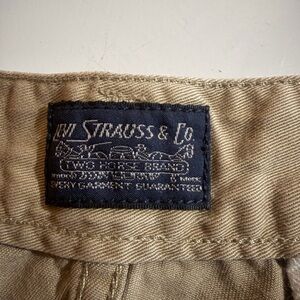 LEVI STRAUSS & CO.
TWO HORSE BRAND
EVERY GARMENT GUARANTEED